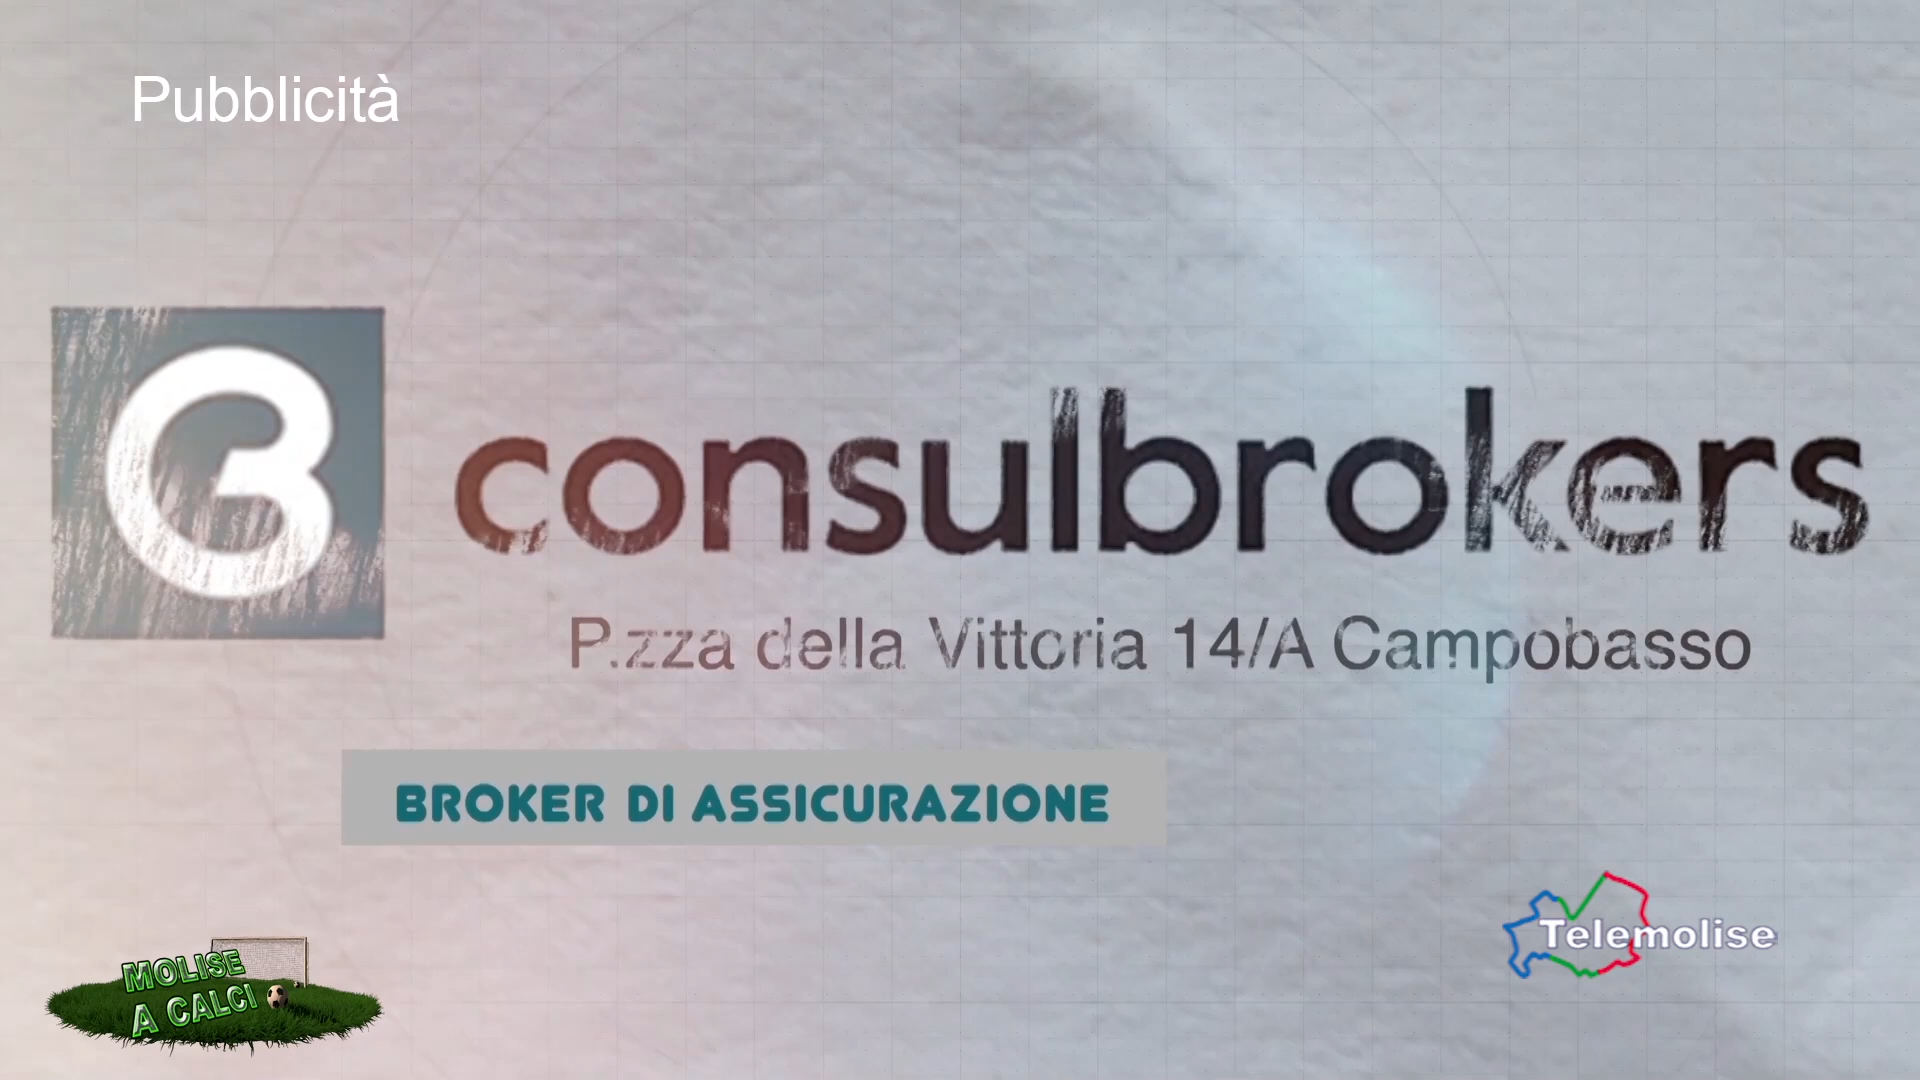 Pubblicità
consulbrokers
P.zza della Vittoria 14/A Campobasso
BROKER DI ASSICURAZIONE
Telemolise
MOLISE
A CALCI